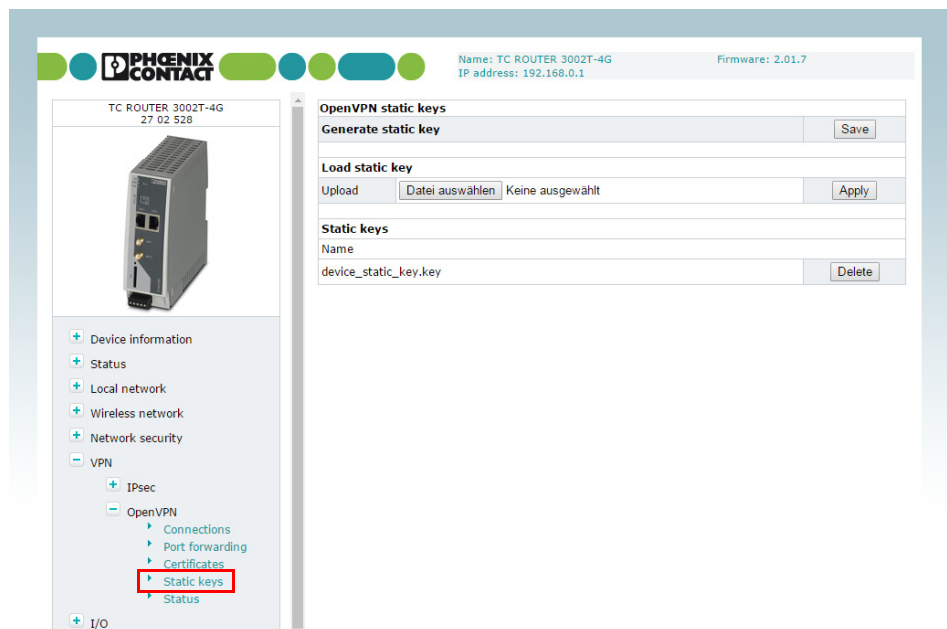 PHŒNIX
CONTACT
Name: TC ROUTER 3002T-4G
Firmware: 2.01.7
IP address: 192.168.0.1
TC ROUTER 3002T-4G
27 02 528
Device information
Status
Local network
Wireless network
Network security
VPN
IPsec
OpenVPN
Connections
Port forwarding
Certificates
Static keys
Status
I/O
OpenVPN static keys
Generate static key
Save
Load static key
Upload
Datei auswählen
Keine ausgewählt
Apply
Static keys
Name
device_static_key.key
Delete